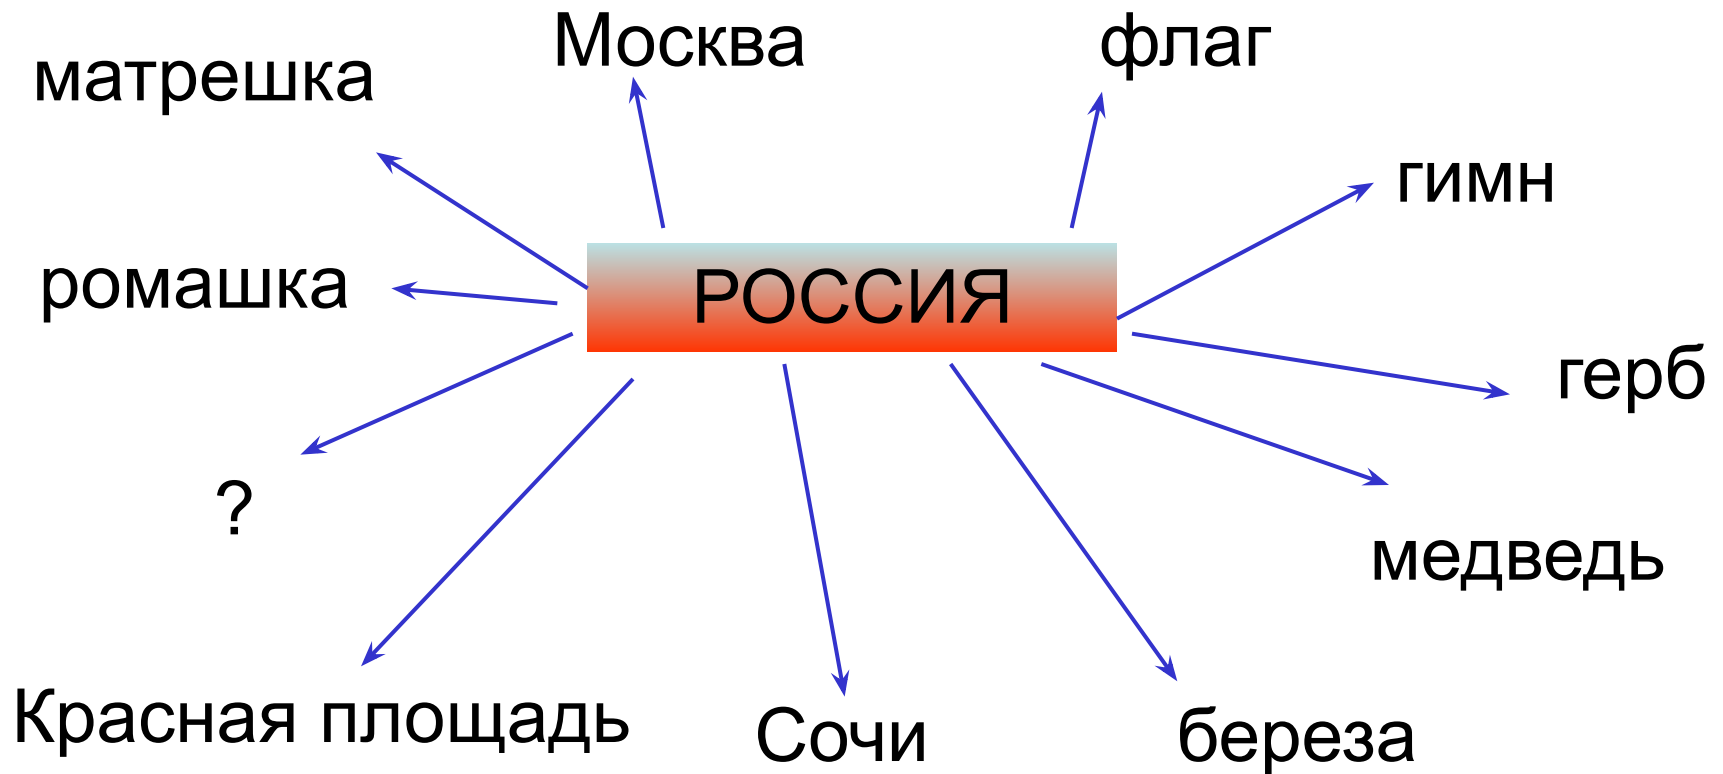 Москва
флаг
матрешка
гимн
ромашка
РОССИЯ
герб
?
медведь
Красная площадь
Сочи
береза